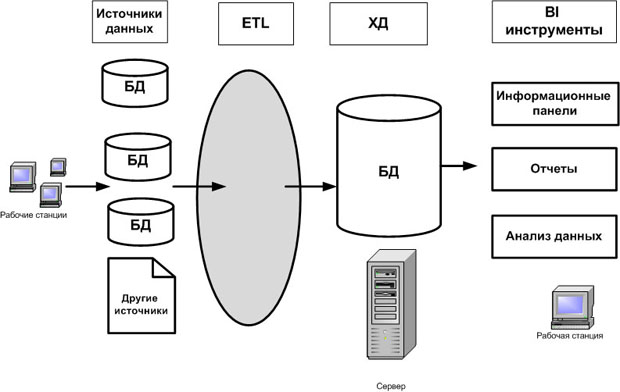 Источники
данных
ETL
ХД
BI
инструменты
БД
БД
БД
Другие
источники
Рабочие станции
БД
Сервер
Информационные
панели
Отчеты
Анализ данных
Рабочая станция